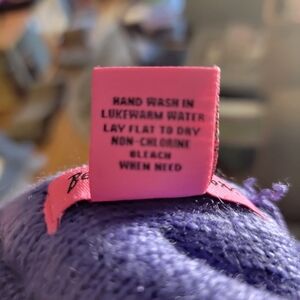 HAND WASH IN
LUKEWARM WATER
LAY FLAT TO DRY
NON-CHLORINE
BLEACH
WHEN NEED